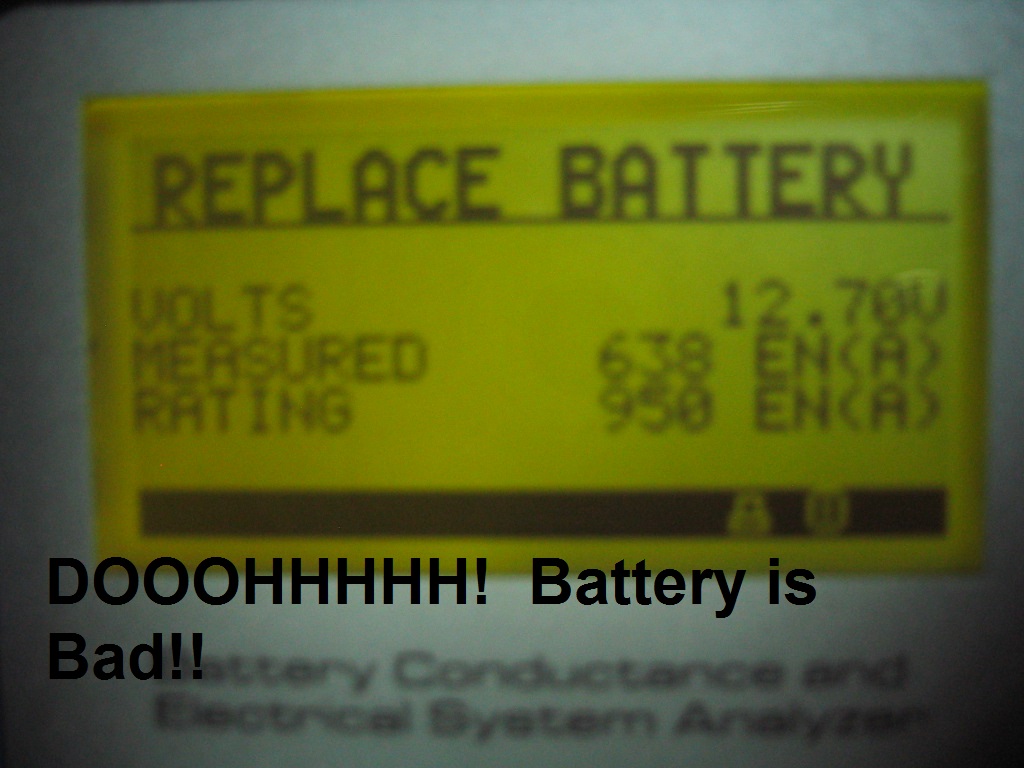 REPLACE BATTERY
VOLTS 12.70V
MEASURED 638 EN(A)
RATING 950 EN(A)
DOOOHHHHH! Battery is
Bad!!
Battery Conductance and
Electrical System Analyzer